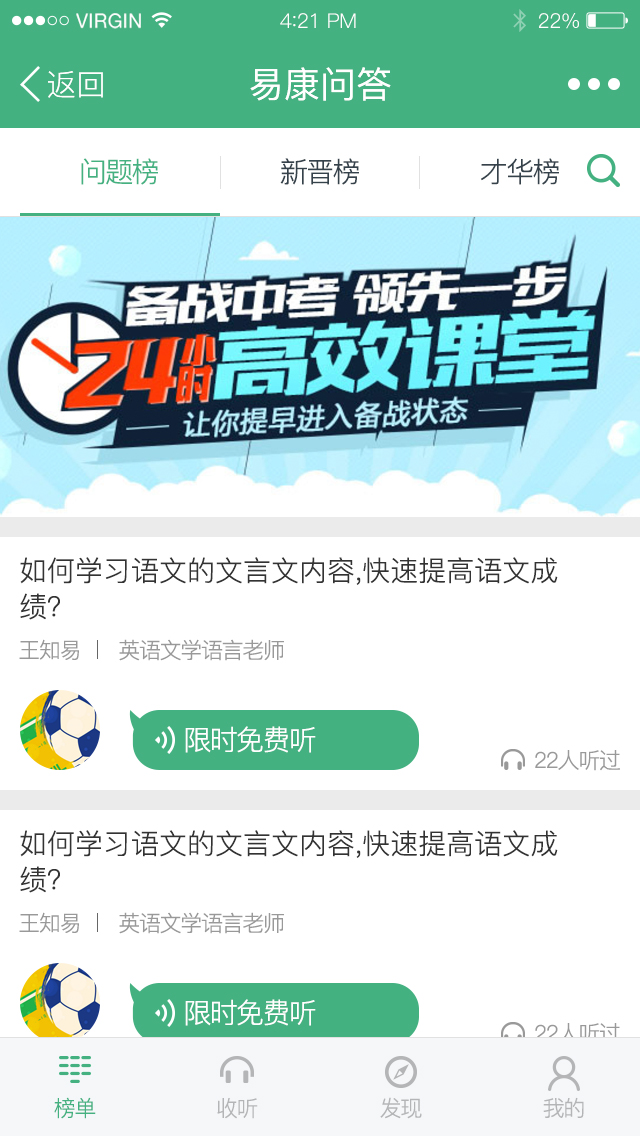 VIRGIN 4:21 PM 22%
返回 易康问答
问题榜 新晋榜 才华榜
备战中考 领先一步
24小时高效课堂
让你提早进入备战状态
如何学习语文的文言文内容,快速提高语文成
绩?
王知易 | 英语文学语言老师
限时免费听
22人听过
如何学习语文的文言文内容,快速提高语文成
绩?
王知易 | 英语文学语言老师
限时免费听
22人听过
榜单 收听 发现 我的